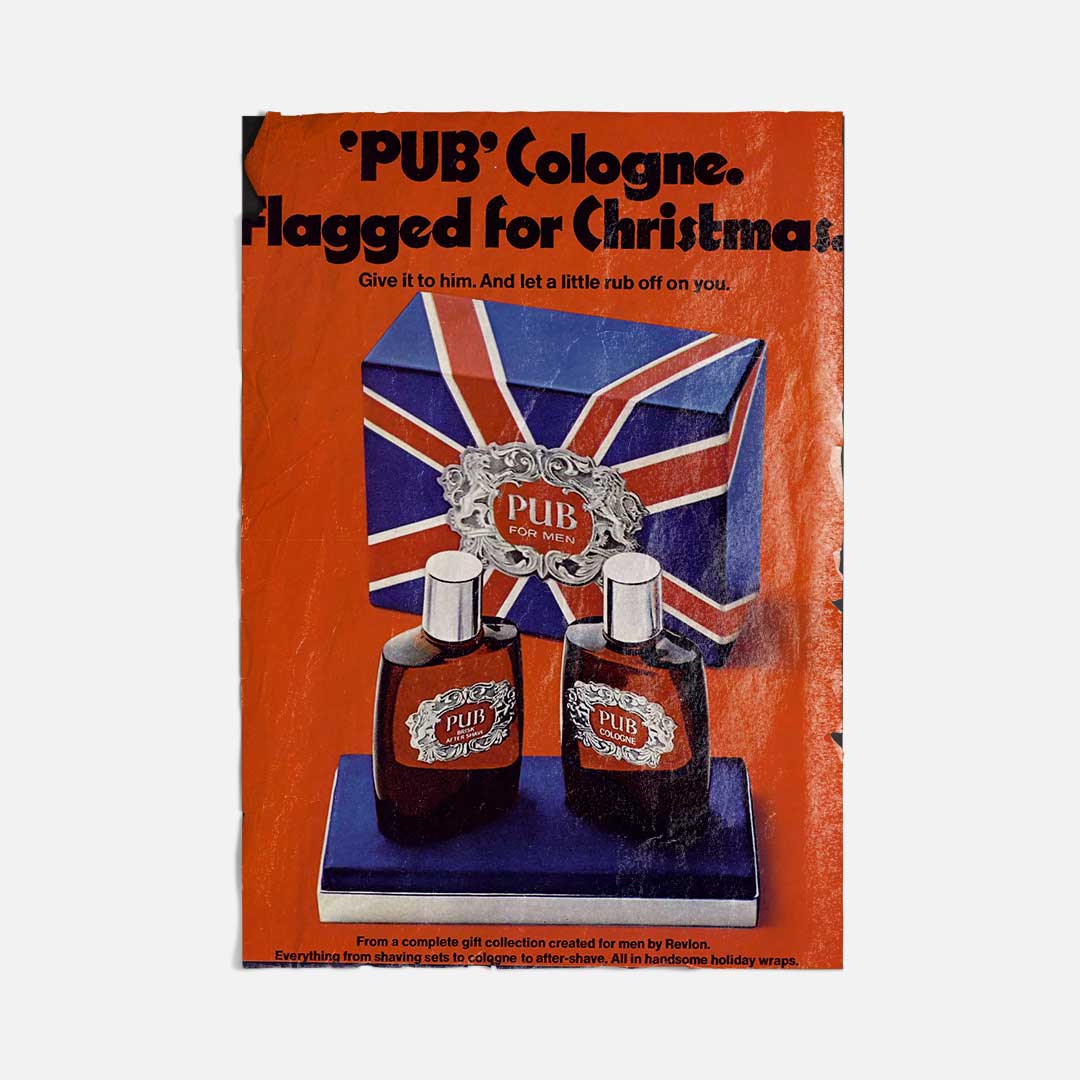 ‘PUB’ Cologne.
Flagged for Christmas.
Give it to him. And let a little rub off on you.
PUB
FOR MEN
PUB
BRISK
AFTER SHAVE
PUB
COLOGNE
From a complete gift collection created for men by Revlon.
Everything from shaving sets to cologne to after-shave. All in handsome holiday wraps.